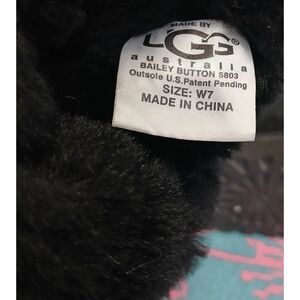 MADE BY
UGG®
australia
BAILEY BUTTON 5803
Outsole U.S.Patent Pending
SIZE: W7
MADE IN CHINA